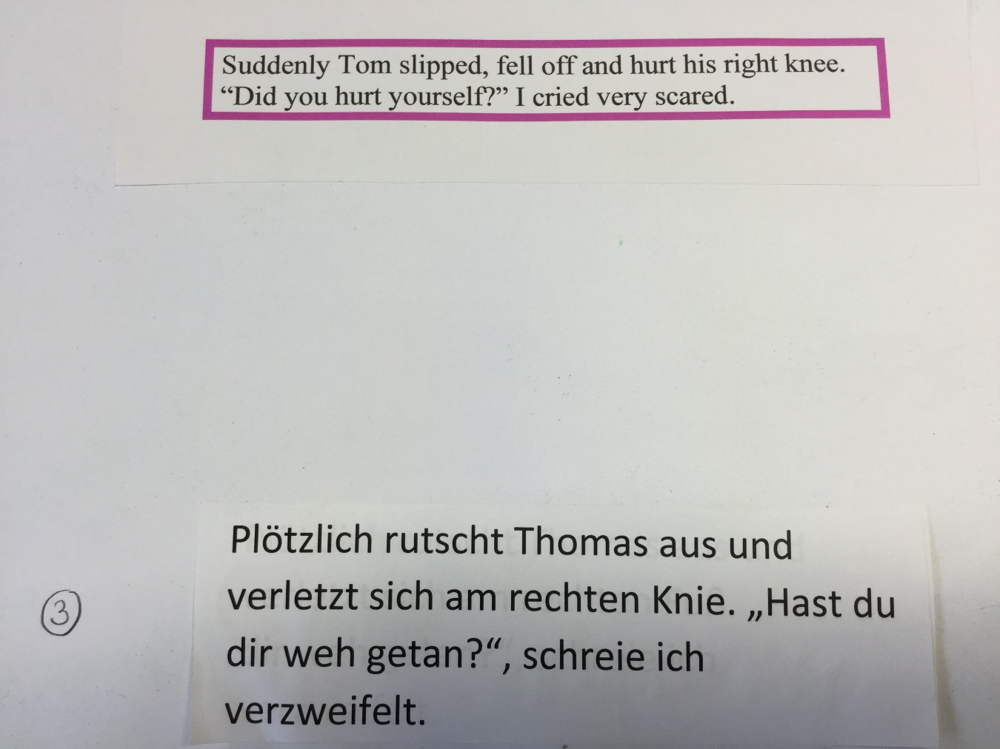 Suddenly Tom slipped, fell off and hurt his right knee.
“Did you hurt yourself?” I cried very scared.
Plötzlich rutscht Thomas aus und
verletzt sich am rechten Knie. „Hast du
③
dir weh getan?“, schreie ich
verzweifelt.